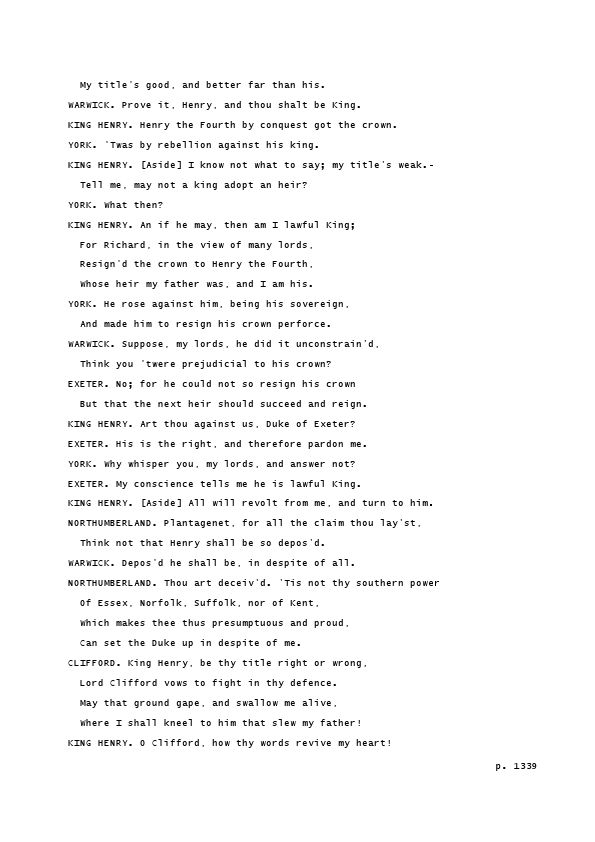 My title's good, and better far than his.
WARWICK. Prove it, Henry, and thou shalt be King.
KING HENRY. Henry the Fourth by conquest got the crown.
YORK. 'Twas by rebellion against his king.
KING HENRY. [Aside] I know not what to say; my title's weak.-
Tell me, may not a king adopt an heir?
YORK. What then?
KING HENRY. An if he may, then am I lawful King;
For Richard, in the view of many lords,
Resign'd the crown to Henry the Fourth,
Whose heir my father was, and I am his.
YORK. He rose against him, being his sovereign,
And made him to resign his crown perforce.
WARWICK. Suppose, my lords, he did it unconstrain'd,
Think you 'twere prejudicial to his crown?
EXETER. No; for he could not so resign his crown
But that the next heir should succeed and reign.
KING HENRY. Art thou against us, Duke of Exeter?
EXETER. His is the right, and therefore pardon me.
YORK. Why whisper you, my lords, and answer not?
EXETER. My conscience tells me he is lawful King.
KING HENRY. [Aside] All will revolt from me, and turn to him.
NORTHUMBERLAND. Plantagenet, for all the claim thou lay'st,
Think not that Henry shall be so depos'd.
WARWICK. Depos'd he shall be, in despite of all.
NORTHUMBERLAND. Thou art deceiv'd. 'Tis not thy southern power
Of Essex, Norfolk, Suffolk, nor of Kent,
Which makes thee thus presumptuous and proud,
Can set the Duke up in despite of me.
CLIFFORD. King Henry, be thy title right or wrong,
Lord Clifford vows to fight in thy defence.
May that ground gape, and swallow me alive,
Where I shall kneel to him that slew my father!
KING HENRY. O Clifford, how thy words revive my heart!
p. 1339